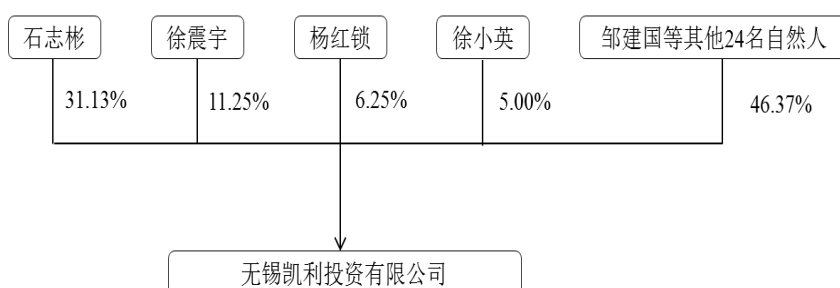 石志彬 徐震宇 杨红锁 徐小英 邹建国等其他24名自然人
31.13% 11.25% 6.25% 5.00% 46.37%
无锡凯利投资有限公司